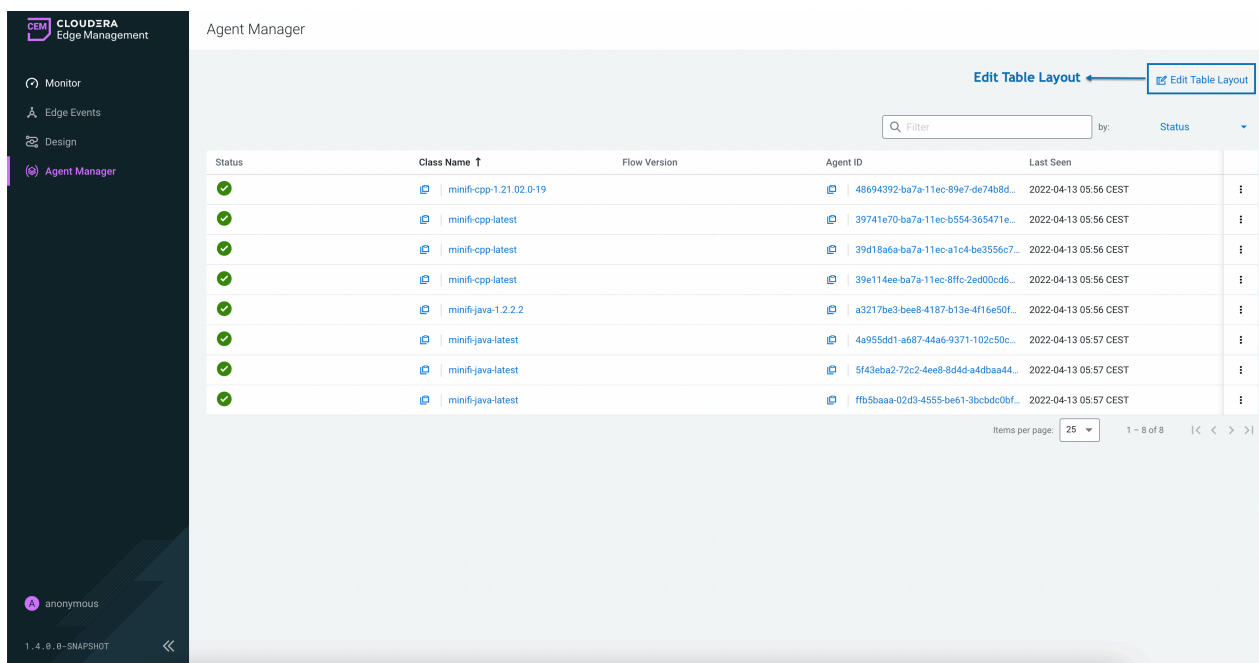 CEM CLOUDERA
Edge Management
Agent Manager
Monitor
Edge Events
Design
Agent Manager
Edit Table Layout
Edit Table Layout
Filter
by:
Status
Status Class Name ↑ Flow Version Agent ID Last Seen
minifi-cpp-1.21.02.0-19 48694392-ba7a-11ec-89e7-de74b8d... 2022-04-13 05:56 CEST
minifi-cpp-latest 39741e70-ba7a-11ec-b554-365471e... 2022-04-13 05:56 CEST
minifi-cpp-latest 39d18a6a-ba7a-11ec-a1c4-be3556c7... 2022-04-13 05:56 CEST
minifi-cpp-latest 39e114ee-ba7a-11ec-8ffc-2ed00cd6... 2022-04-13 05:56 CEST
minifi-java-1.2.2.2 a3217be3-bee8-4187-b13e-4f16e50f... 2022-04-13 05:56 CEST
minifi-java-latest 4a955dd1-a687-44a6-9371-102c50c... 2022-04-13 05:57 CEST
minifi-java-latest 5f43eba2-72c2-4ee8-8d4d-a4dbaa44... 2022-04-13 05:57 CEST
minifi-java-latest ffb5baaa-02d3-4555-be61-3bcbdc0bf... 2022-04-13 05:57 CEST
Items per page: 25 1 – 8 of 8
A anonymous
1.4.0.0-SNAPSHOT